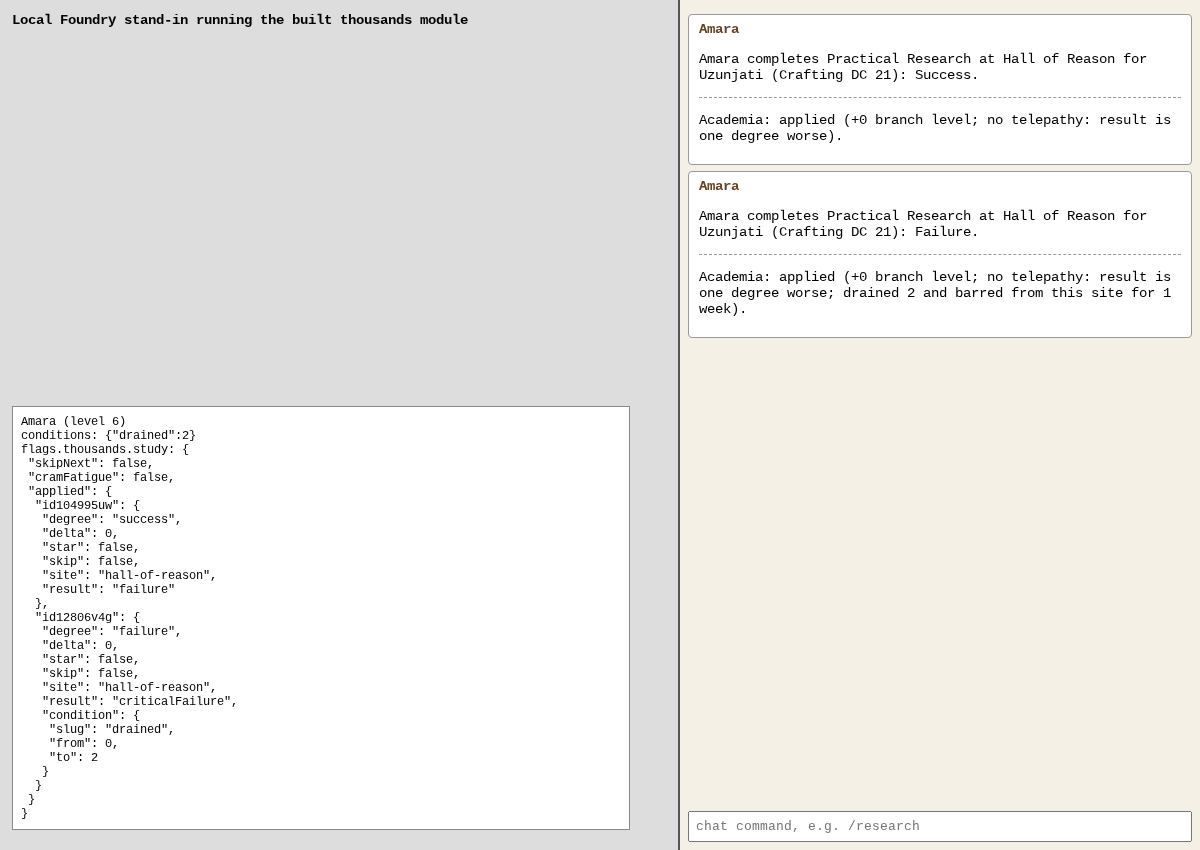 Local Foundry stand-in running the built thousands module
Amara (level 6)
conditions: {"drained":2}
flags.thousands.study: {
"skipNext": false,
"cramFatigue": false,
"applied": {
"id104995uw": {
"degree": "success",
"delta": 0,
"star": false,
"skip": false,
"site": "hall-of-reason",
"result": "failure"
},
"id12806v4g": {
"degree": "failure",
"delta": 0,
"star": false,
"skip": false,
"site": "hall-of-reason",
"result": "criticalFailure",
"condition": {
"slug": "drained",
"from": 0,
"to": 2
}
}
}
}
Amara
Amara completes Practical Research at Hall of Reason for
Uzunjati (Crafting DC 21): Success.
Academia: applied (+0 branch level; no telepathy: result is
one degree worse).
Amara
Amara completes Practical Research at Hall of Reason for
Uzunjati (Crafting DC 21): Failure.
Academia: applied (+0 branch level; no telepathy: result is
one degree worse; drained 2 and barred from this site for 1
week).
chat command, e.g. /research